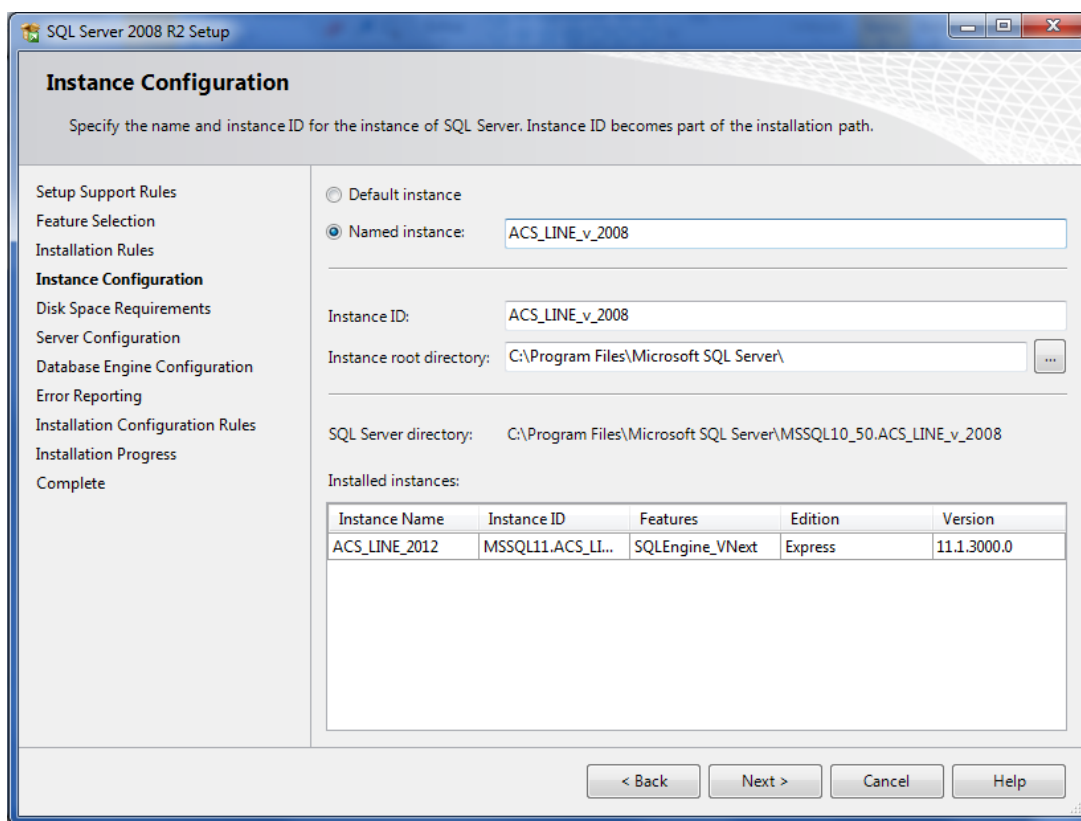 SQL Server 2008 R2 Setup
Instance Configuration
Specify the name and instance ID for the instance of SQL Server. Instance ID becomes part of the installation path.
Setup Support Rules
Feature Selection
Installation Rules
Instance Configuration
Disk Space Requirements
Server Configuration
Database Engine Configuration
Error Reporting
Installation Configuration Rules
Installation Progress
Complete
Default instance
Named instance: ACS_LINE_v_2008
Instance ID: ACS_LINE_v_2008
Instance root directory: C:\Program Files\Microsoft SQL Server\ ...
SQL Server directory: C:\Program Files\Microsoft SQL Server\MSSQL10_50.ACS_LINE_v_2008
Installed instances:
Instance Name Instance ID Features Edition Version
ACS_LINE_2012 MSSQL11.ACS_LI... SQLEngine_VNext Express 11.1.3000.0
< Back Next > Cancel Help